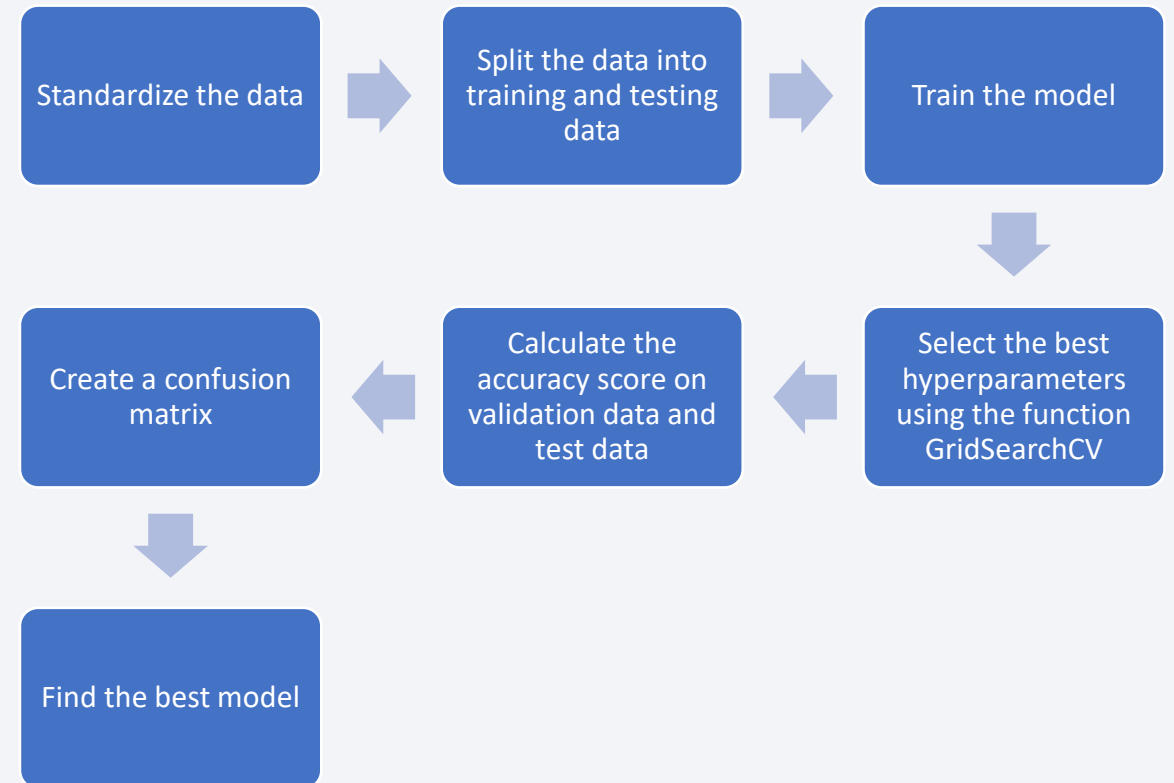 Standardize the data
Split the data into
training and testing
data
Train the model
Select the best
hyperparameters
using the function
GridSearchCV
Calculate the
accuracy score on
validation data and
test data
Create a confusion
matrix
Find the best model